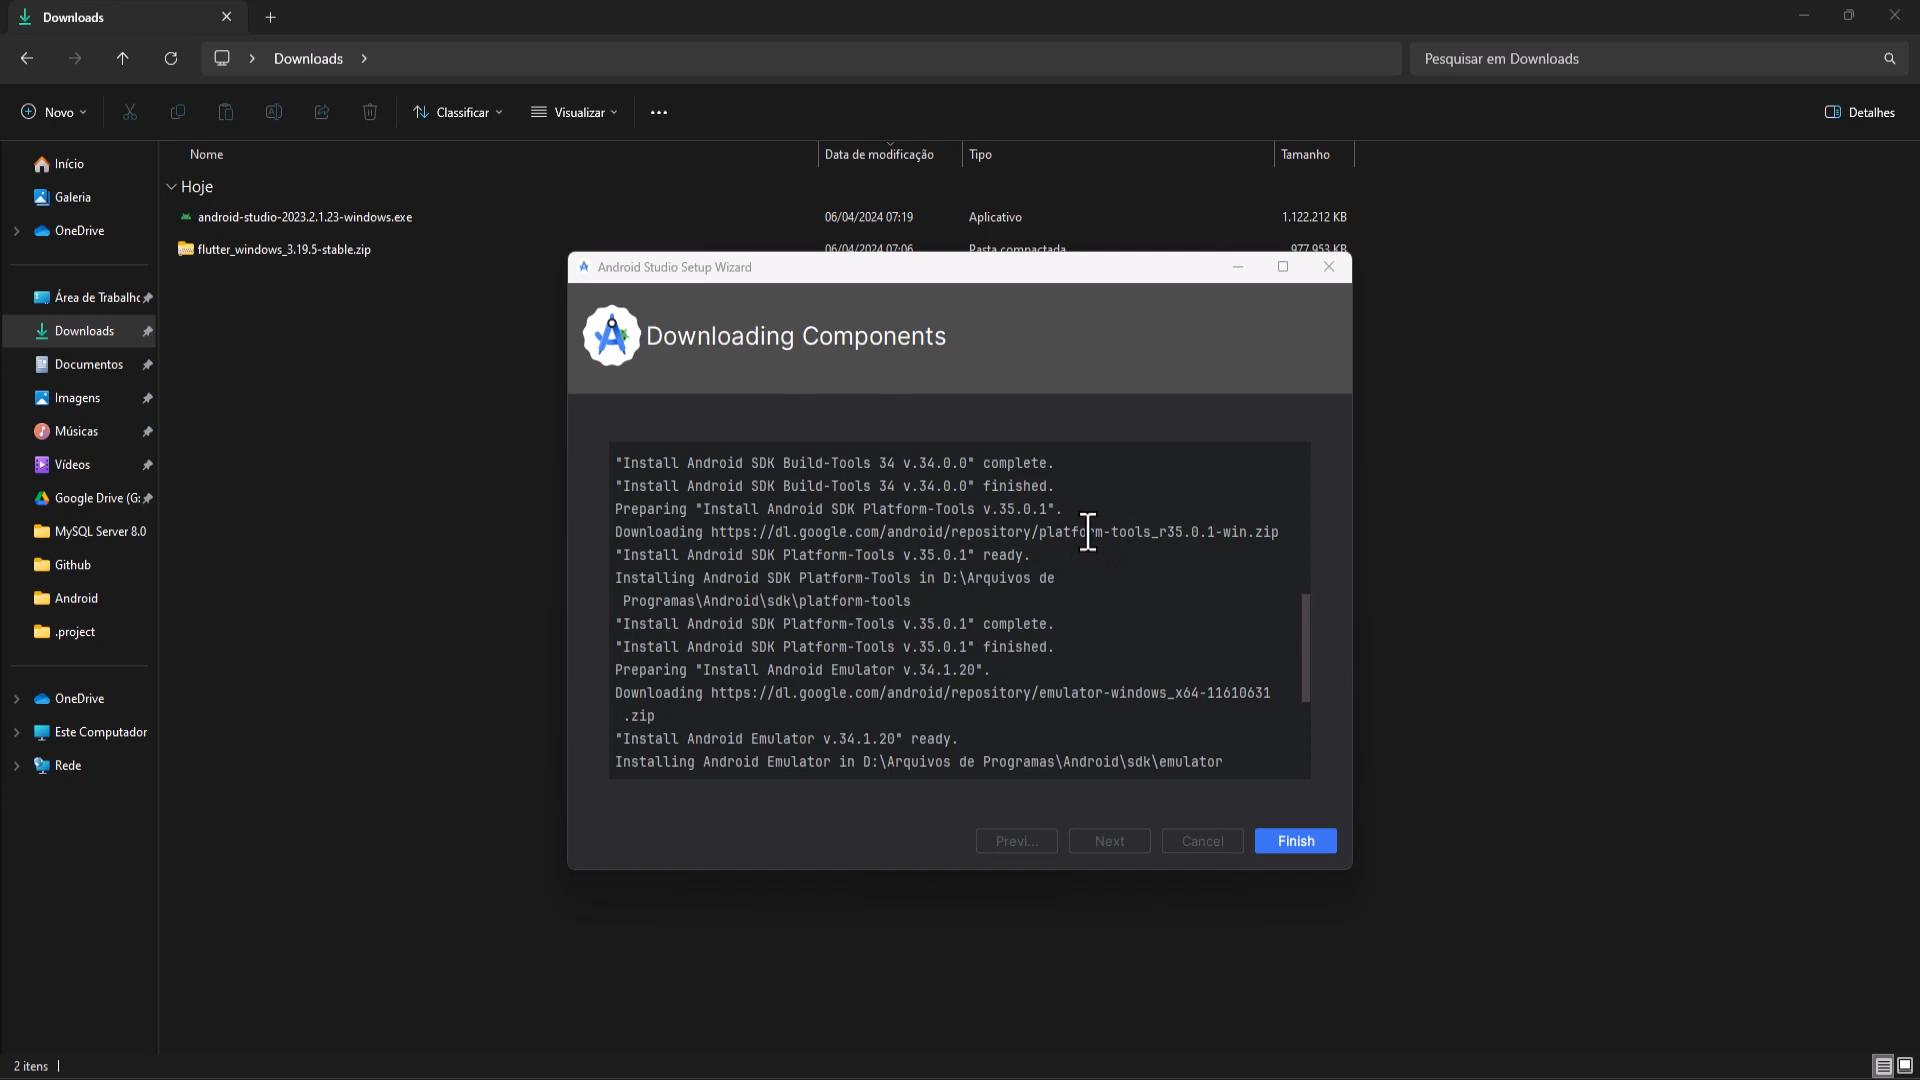 Downloads
Downloads
Pesquisar em Downloads
Novo
Classificar
Visualizar
Detalhes
Nome
Data de modificação
Tipo
Tamanho
Hoje
android-studio-2023.2.1.23-windows.exe
06/04/2024 07:19
Aplicativo
1.122.212 KB
flutter_windows_3.19.5-stable.zip
06/04/2024 07:06
Pasta compactada
977.953 KB
Início
Galeria
OneDrive
Área de Trabalho
Downloads
Documentos
Imagens
Músicas
Vídeos
Google Drive (G:
MySQL Server 8.0
Github
Android
.project
OneDrive
Este Computador
Rede
2 itens
Android Studio Setup Wizard
Downloading Components
"Install Android SDK Build-Tools 34 v.34.0.0" complete.
"Install Android SDK Build-Tools 34 v.34.0.0" finished.
Preparing "Install Android SDK Platform-Tools v.35.0.1".
Downloading https://dl.google.com/android/repository/platform-tools_r35.0.1-win.zip
"Install Android SDK Platform-Tools v.35.0.1" ready.
Installing Android SDK Platform-Tools in D:\Arquivos de
Programas\Android\sdk\platform-tools
"Install Android SDK Platform-Tools v.35.0.1" complete.
"Install Android SDK Platform-Tools v.35.0.1" finished.
Preparing "Install Android Emulator v.34.1.20".
Downloading https://dl.google.com/android/repository/emulator-windows_x64-11610631
.zip
"Install Android Emulator v.34.1.20" ready.
Installing Android Emulator in D:\Arquivos de Programas\Android\sdk\emulator
Previ...
Next
Cancel
Finish